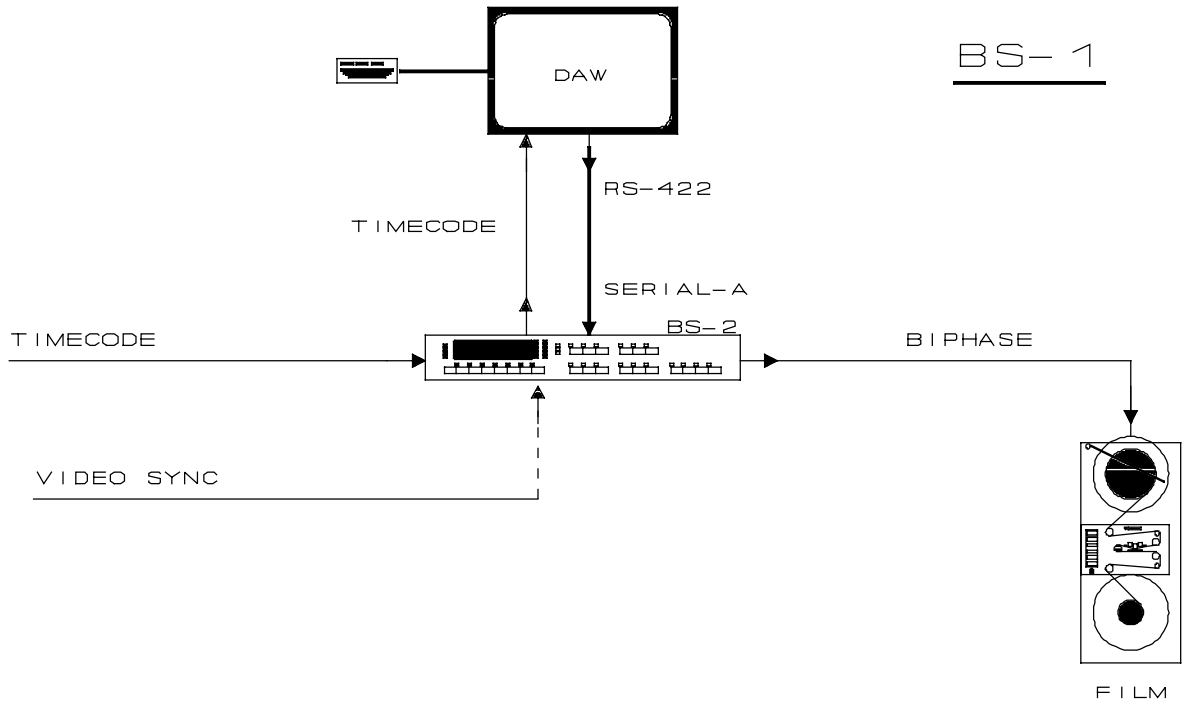 BS-1
DAW
RS-422
TIMECODE
SERIAL-A
BS-2
TIMECODE
BIPHASE
VIDEO SYNC
FILM